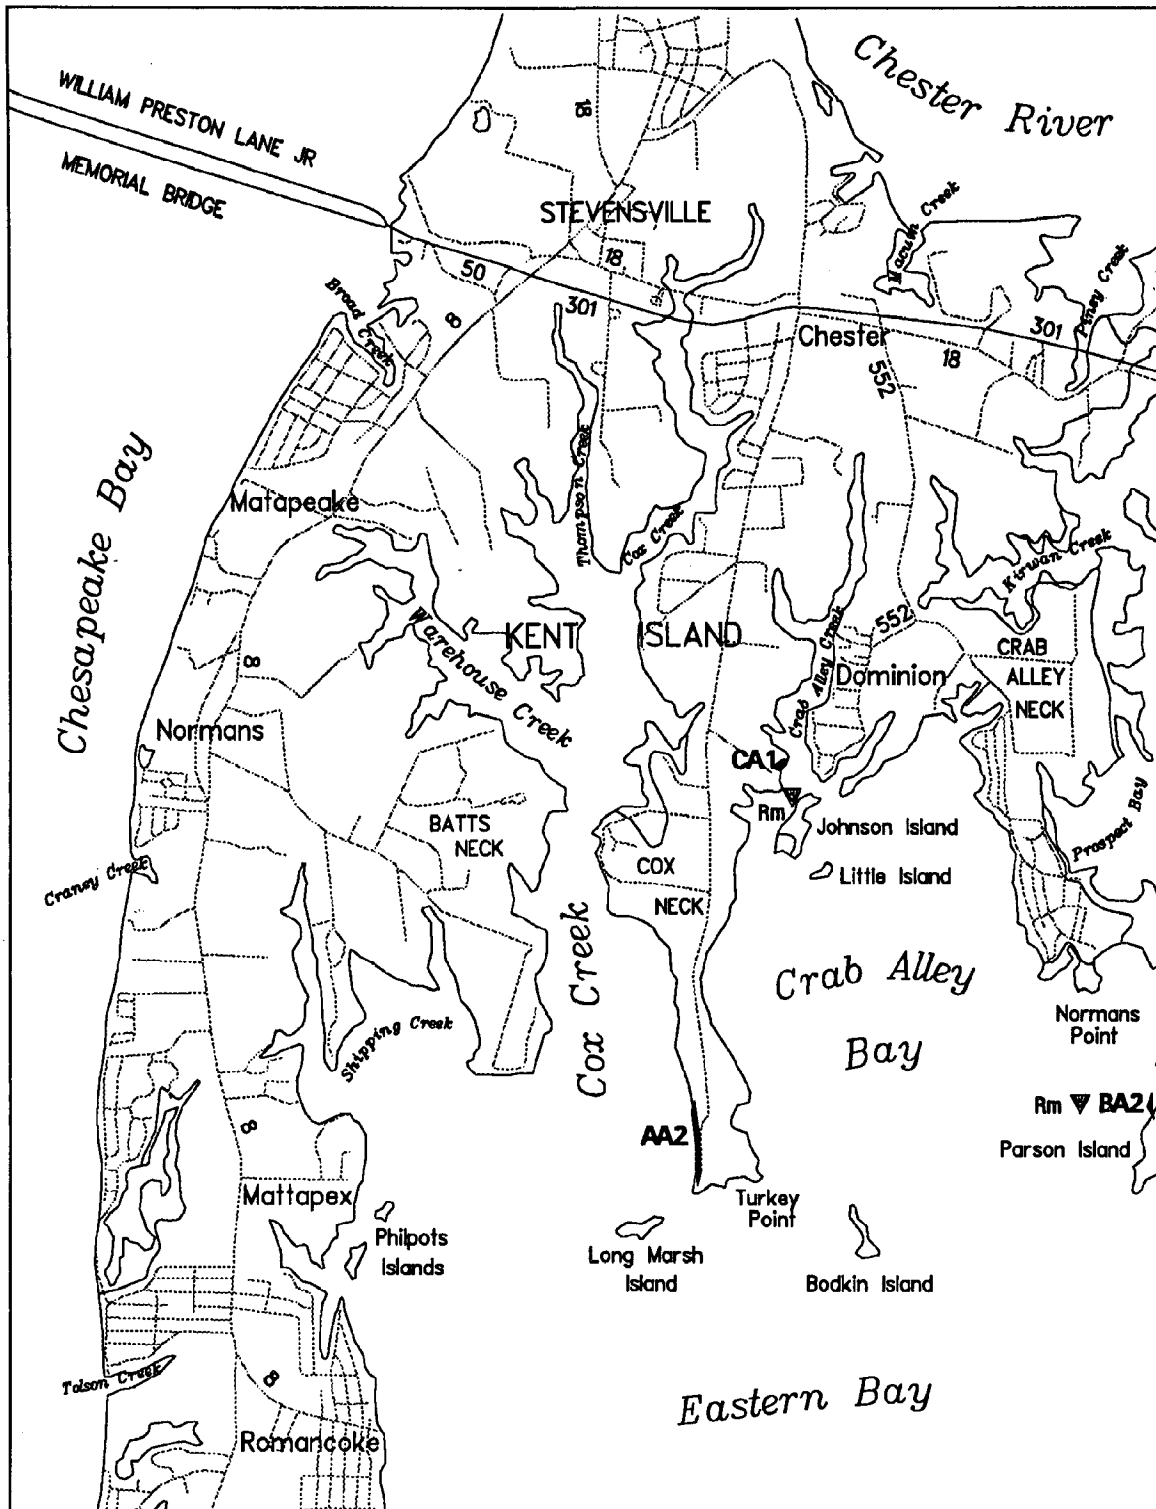 Chester River
WILLIAM PRESTON LANE JR
MEMORIAL BRIDGE
18
STEVENSVILLE
Macrum Creek
50
18
301
Piney Creek
Broad Creek
8
Chester
301
18
552
Chesapeake Bay
Matapeake
Thompson Creek
Cox Creek
Kirwan Creek
Warehouse Creek
KENT ISLAND
Crab Alley Creek
552
Dominion
CRAB
ALLEY
NECK
8
Normans
CA1
Rm
Johnson Island
Little Island
BATTS
NECK
COX
NECK
Prospect Bay
Craney Creek
Cox Creek
Crab Alley
Bay
Normans
Point
Shipping Creek
Rm BA2
Parson Island
8
AA2
Mattapex
Turkey
Point
Philpots
Islands
Long Marsh
Island
Bodkin Island
Tolson Creek
8
Eastern Bay
Romancoke